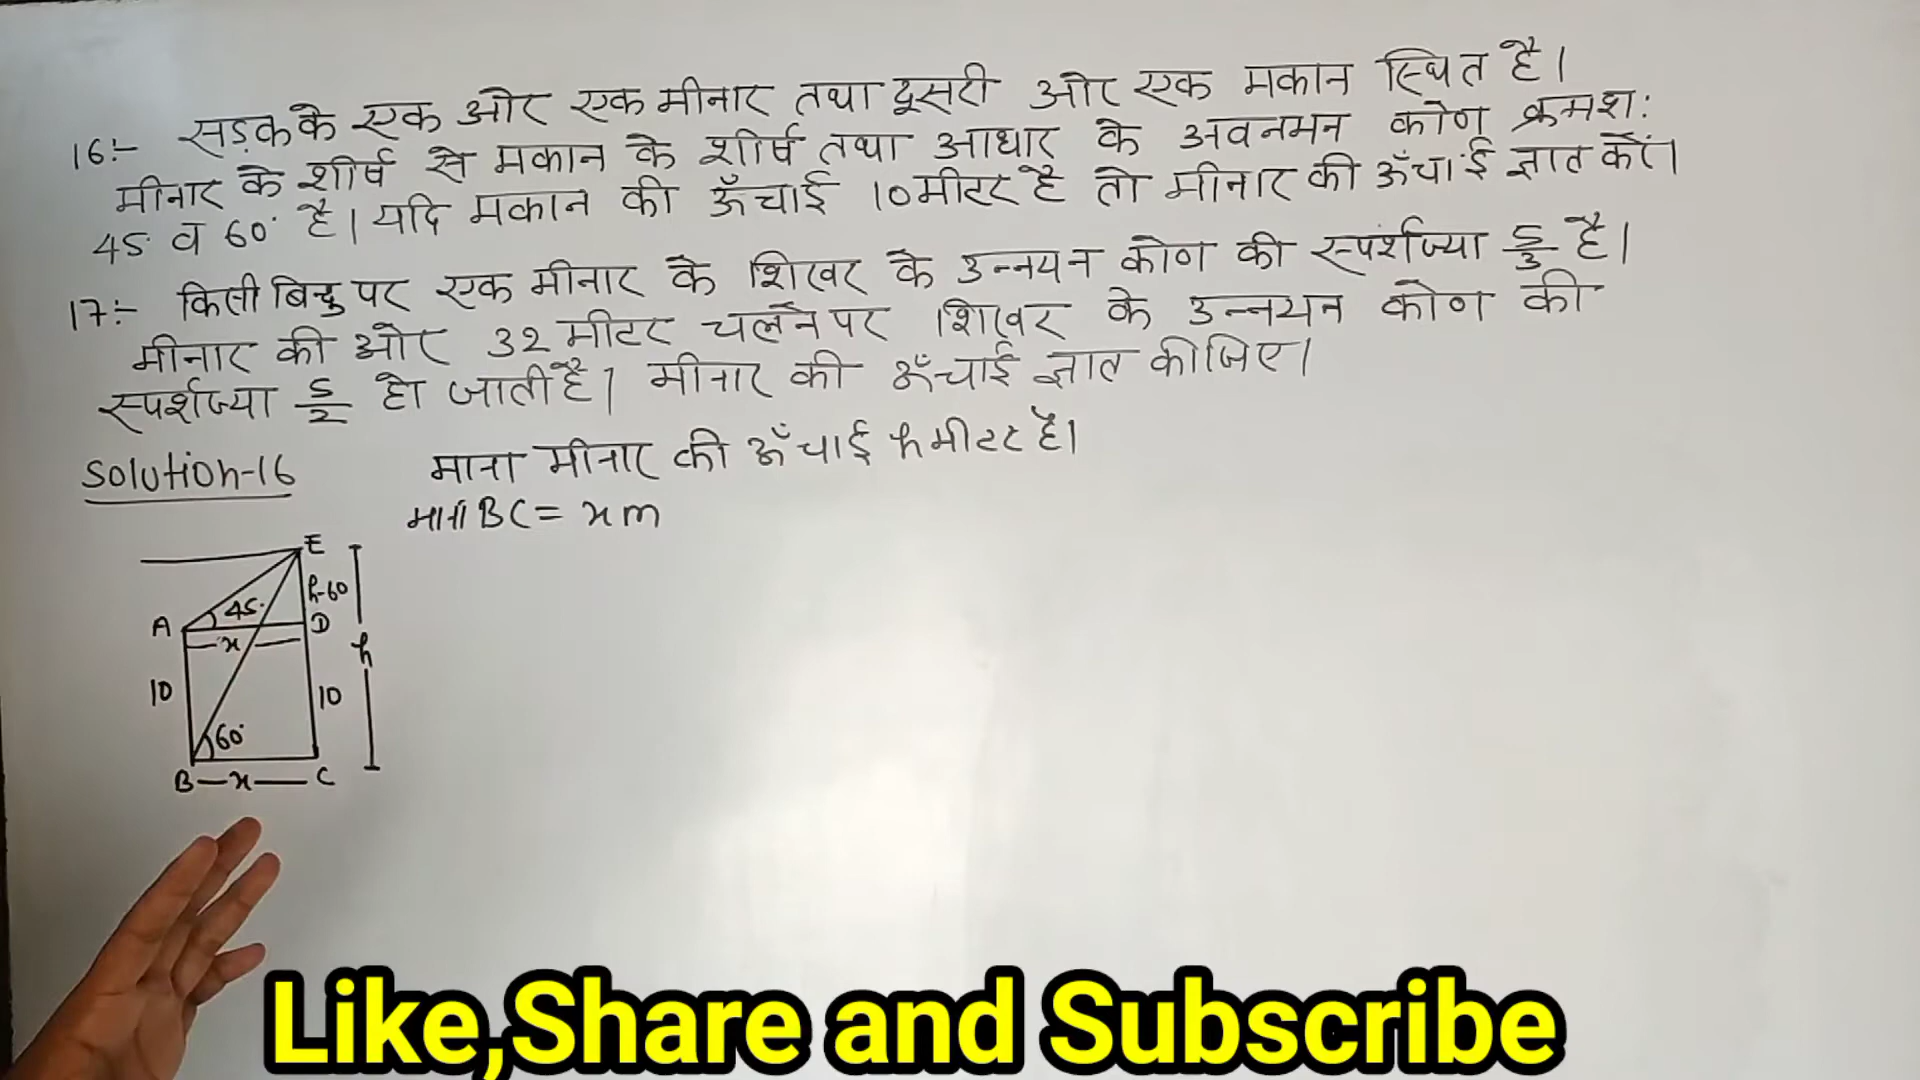 16:- सड़क के एक ओर एक मीनार तथा दूसरी ओर एक मकान स्थित है।
मीनार के शीर्ष से मकान के शीर्ष तथा आधार के अवनमन कोण क्रमशः
45° व 60° है। यदि मकान की ऊँचाई 10 मीटर है तो मीनार की ऊँचाई ज्ञात करें।
17:- किसी बिन्दु पर एक मीनार के शिखर के उन्नयन कोण की स्पर्शज्या 5/3 है।
मीनार की ओर 32 मीटर चलने पर शिखर के उन्नयन कोण की
स्पर्शज्या 5/2 हो जाती है। मीनार की ऊँचाई ज्ञात कीजिए।
Solution-16
माना मीनार की ऊँचाई h मीटर है।
माना BC = x m
E
h-60
45°
A
D
x
h
10
10
60°
B — x — C
Like,Share and Subscribe